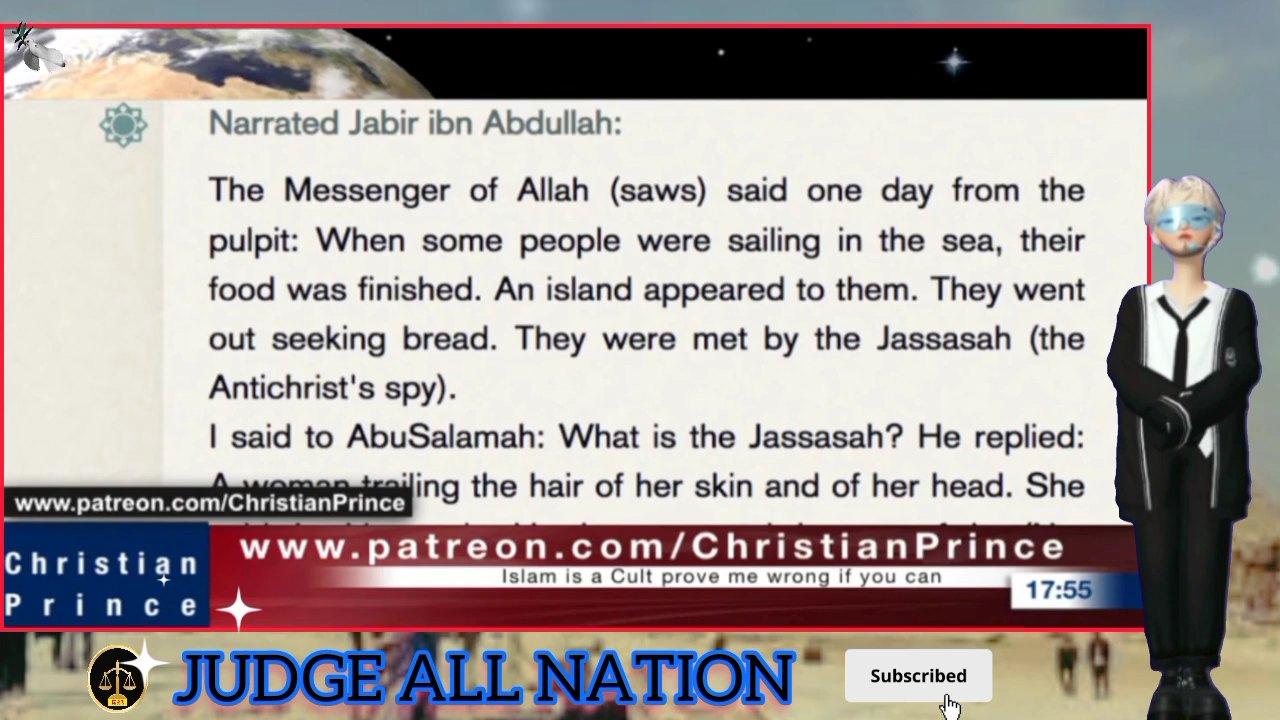 Narrated Jabir ibn Abdullah:
The Messenger of Allah (saws) said one day from the
pulpit: When some people were sailing in the sea, their
food was finished. An island appeared to them. They went
out seeking bread. They were met by the Jassasah (the
Antichrist's spy).
I said to AbuSalamah: What is the Jassasah? He replied:
A woman trailing the hair of her skin and of her head. She
www.patreon.com/ChristianPrince
www.patreon.com/ChristianPrince
Islam is a Cult prove me wrong if you can
Christian
Prince
17:55
JUDGE ALL NATION
Subscribed